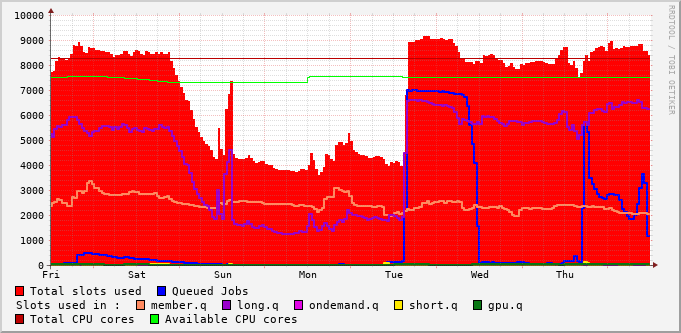 10000
9000
8000
7000
6000
5000
4000
3000
2000
1000
0
Fri Sat Sun Mon Tue Wed Thu
RRDTOOL / TOBI OETIKER
Total slots used Queued Jobs
Slots used in : member.q long.q ondemand.q short.q gpu.q
Total CPU cores Available CPU cores